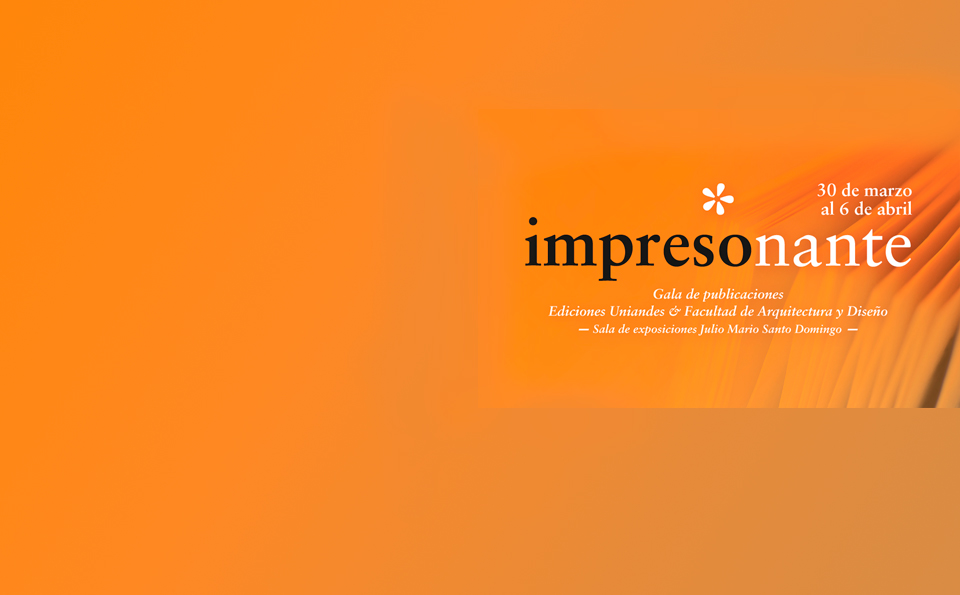 30 de marzo
al 6 de abril
impresonante
Gala de publicaciones
Ediciones Uniandes & Facultad de Arquitectura y Diseño
— Sala de exposiciones Julio Mario Santo Domingo —